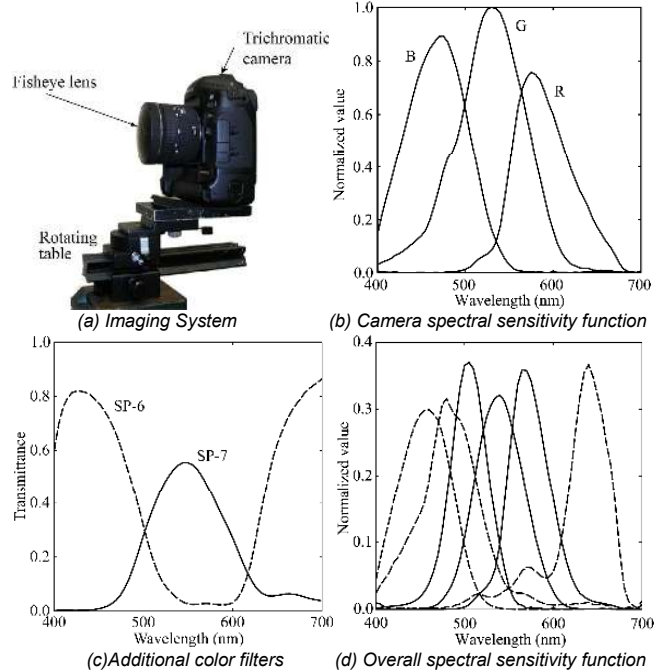 Trichromatic
camera
Fisheye lens
Rotating
table
(a) Imaging System
Normalized value
1.0
0.8
0.6
0.4
0.2
0.0
B
G
R
400
500
600
700
Wavelength (nm)
(b) Camera spectral sensitivity function
Transmittance
1.0
0.8
0.6
0.4
0.2
0.0
SP-6
SP-7
400
500
600
700
Wavelength (nm)
(c)Additional color filters
Normalized value
0.4
0.3
0.2
0.1
0.0
400
500
600
700
Wavelength (nm)
(d) Overall spectral sensitivity function